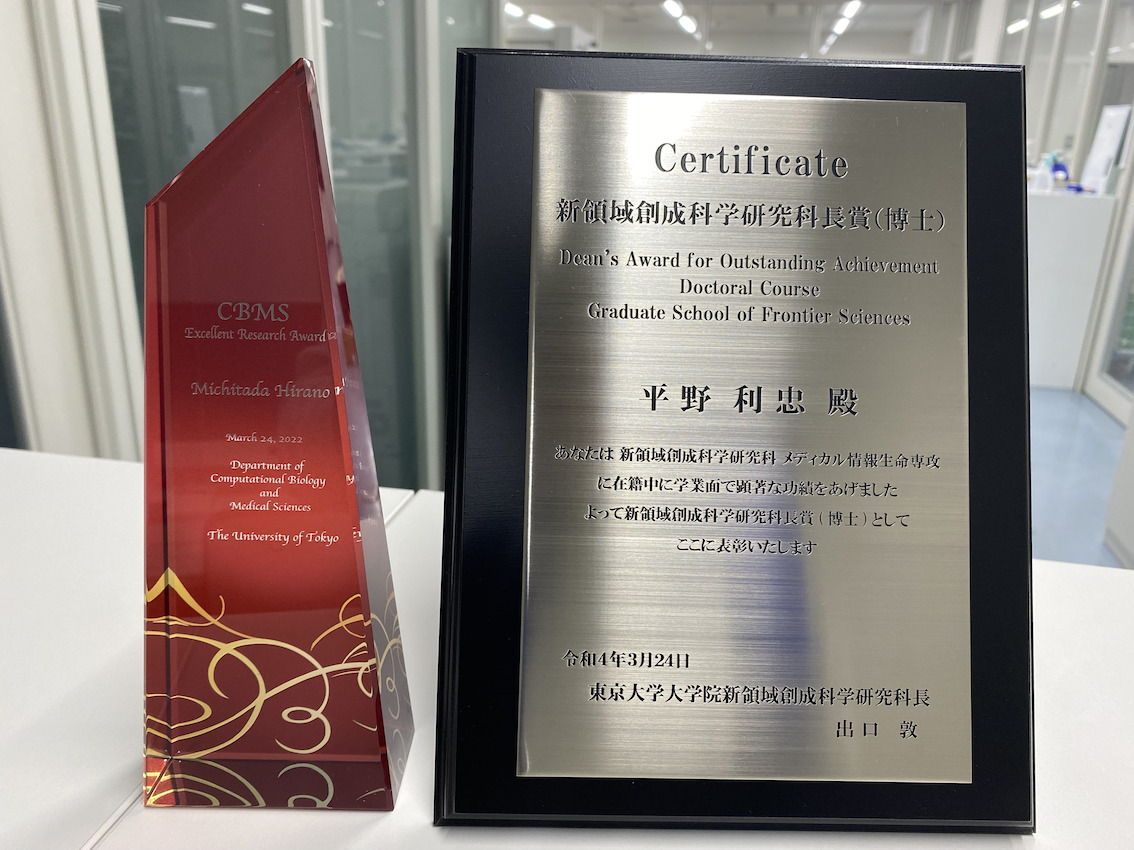 CBMS
Excellent Research Award
Michitada Hirano
March 24, 2022
Department of
Computational Biology
and
Medical Sciences
The University of Tokyo
Certificate
新領域創成科学研究科長賞(博士)
Dean's Award for Outstanding Achievement
Doctoral Course
Graduate School of Frontier Sciences
平野 利忠 殿
あなたは 新領域創成科学研究科 メディカル情報生命専攻
に在籍中に学業面で顕著な功績をあげました
よって新領域創成科学研究科長賞(博士)として
ここに表彰いたします
令和4年3月24日
東京大学大学院新領域創成科学研究科長
出口 敦